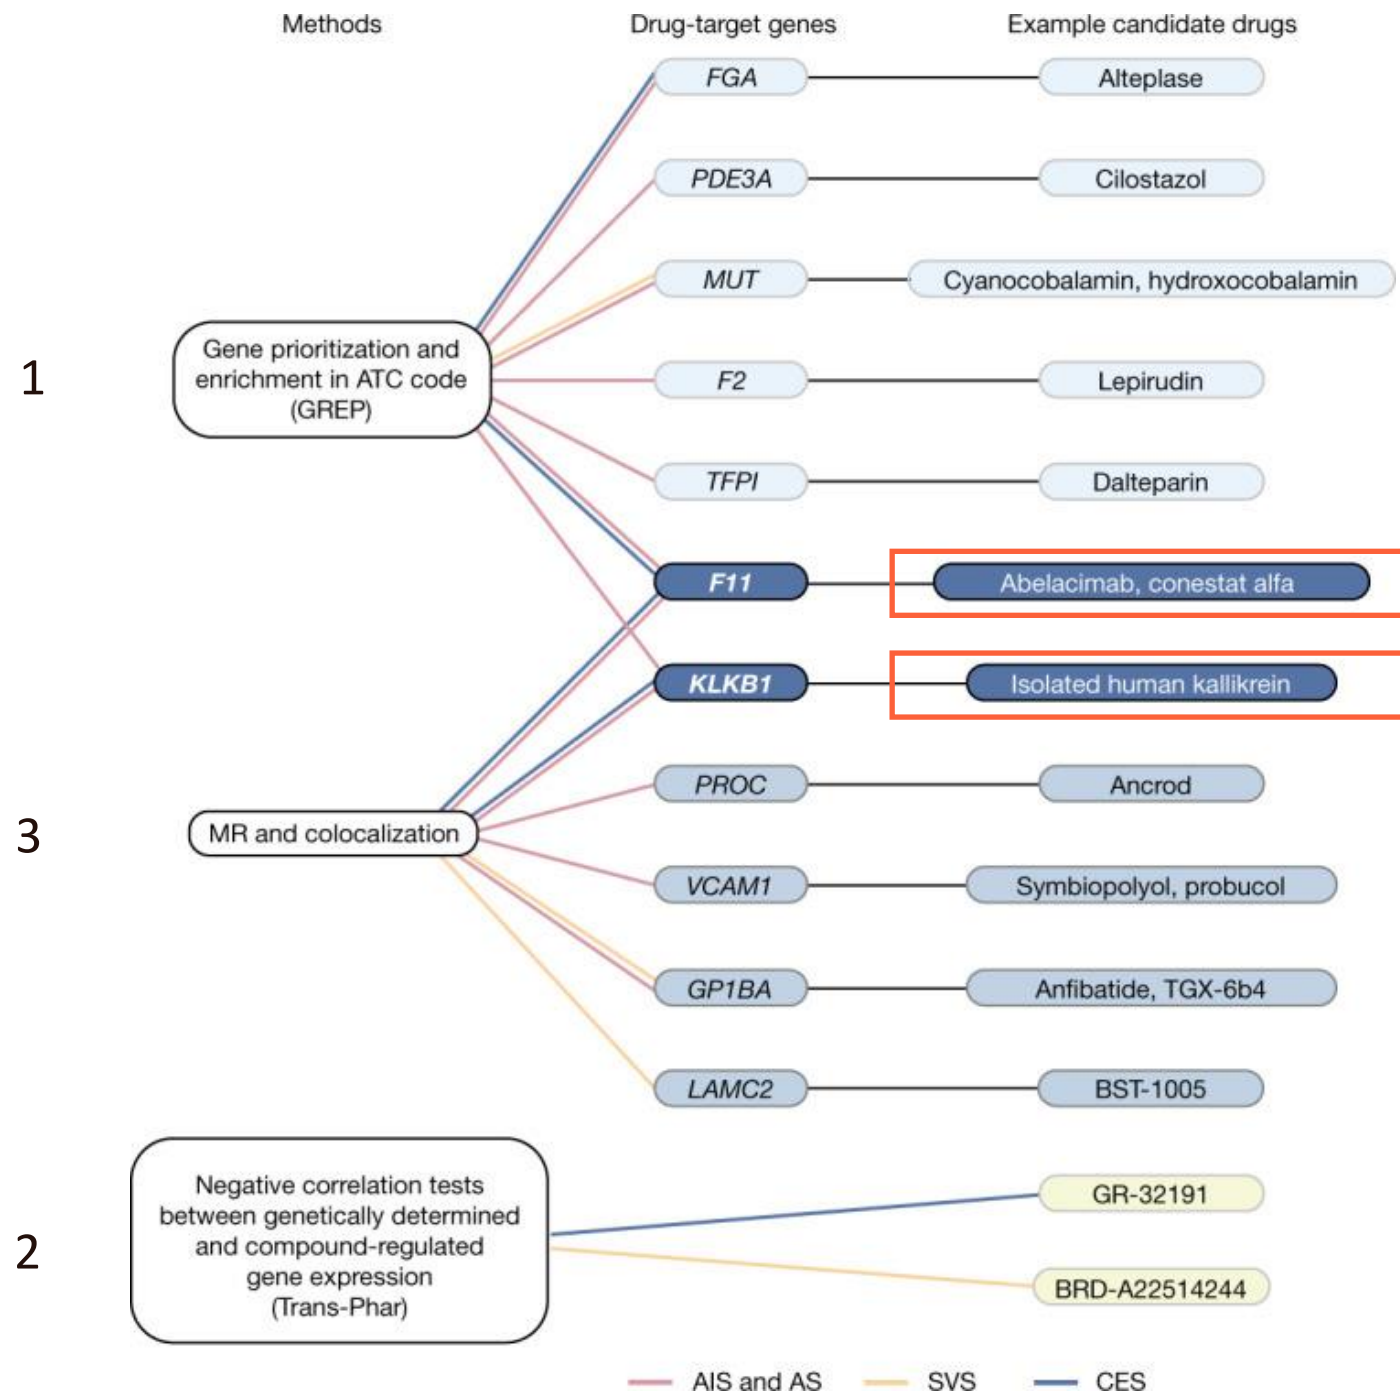 Methods
Drug-target genes
Example candidate drugs
FGA
Alteplase
PDE3A
Cilostazol
MUT
Cyanocobalamin, hydroxocobalamin
1
Gene prioritization and
enrichment in ATC code
(GREP)
F2
Lepirudin
TFPI
Dalteparin
F11
Abelacimab, conestat alfa
KLKB1
Isolated human kallikrein
3
MR and colocalization
PROC
Ancrod
VCAM1
Symbiopolyol, probucol
GP1BA
Anfibatide, TGX-6b4
LAMC2
BST-1005
2
Negative correlation tests
between genetically determined
and compound-regulated
gene expression
(Trans-Phar)
GR-32191
BRD-A22514244
AIS and AS
SVS
CES